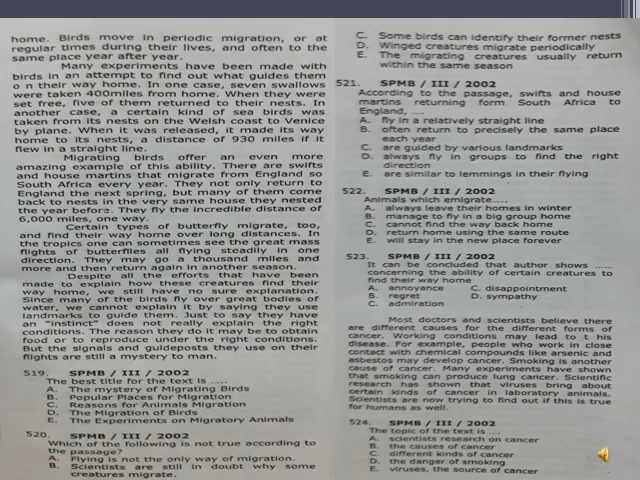 home. Birds move in periodic migration, or at
regular times during their lives, and often to the
same place year after year.
Many experiments have been made with
birds in an attempt to find out what guides them
o n their way home. In one case, seven swallows
were taken 400miles from home. When they were
set free, five of them returned to their nests. In
another case, a certain kind of sea birds was
taken from its nests on the Welsh coast to Venice
by plane. When it was released, it made its way
home to its nests, a distance of 930 miles if it
flew in a straight line.
Migrating birds offer an even more
amazing example of this ability. There are swifts
and house martins that migrate from England so
South Africa every year. They not only return to
England the next spring, but many of them come
back to nests in the very same house they nested
the year before. They fly the incredible distance of
6,000 miles, one way.
Certain types of butterfly migrate, too,
and find their way home over long distances. In
the tropics one can sometimes see the great mass
flights of butterflies all flying steadily in one
direction. They may go a thousand miles and
more and then return again in another season.
Despite all the efforts that have been
made to explain how these creatures find their
way home, we still have no sure explanation.
Since many of the birds fly over great bodies of
water, we cannot explain it by saying they use
landmarks to guide them. Just to say they have
an "instinct" does not really explain the right
conditions. The reason they do it may be to obtain
food or to reproduce under the right conditions.
But the signals and guideposts they use on their
flights are still a mystery to man.
519. SPMB / III / 2002
The best title for the text is .....
A. The mystery of Migrating Birds
B. Popular Places for Migration
C. Reasons for Animals Migration
D. The Migration of Birds
E. The Experiments on Migratory Animals
520. SPMB / III / 2002
Which of the following is not true according to
the passage?
A. Flying is not the only way of migration.
B. Scientists are still in doubt why some
creatures migrate.
C. Some birds can identify their former nests
D. Winged creatures migrate periodically
E. The migrating creatures usually return
within the same season
521. SPMB / III / 2002
According to the passage, swifts and house
martins returning form South Africa to
England, ....
A. fly in a relatively straight line
B. often return to precisely the same place
each year
C. are guided by various landmarks
D. always fly in groups to find the right
direction
E. are similar to lemmings in their flying
522. SPMB / III / 2002
Animals which emigrate.....
A. always leave their homes in winter
B. manage to fly in a big group home
C. cannot find the way back home
D. return home using the same route
E. will stay in the new place forever
523. SPMB / III / 2002
It can be concluded that author shows .....
concerning the ability of certain creatures to
find their way home
A. annoyance C. disappointment
B. regret D. sympathy
C. admiration
Most doctors and scientists believe there
are different causes for the different forms of
cancer. Working conditions may lead to t his
disease. For example, people who work in close
contact with chemical compounds like arsenic and
asbestos may develop cancer. Smoking is another
cause of cancer. Many experiments have shown
that smoking can produce lung cancer. Scientific
research has shown that viruses bring about
certain kinds of cancer in laboratory animals.
Scientists are now trying to find out if this is true
for humans as well.
524. SPMB / III / 2002
The topic of the text is ....
A. scientists research on cancer
B. the causes of cancer
C. different kinds of cancer
D. the danger of smoking
E. viruses, the source of cancer